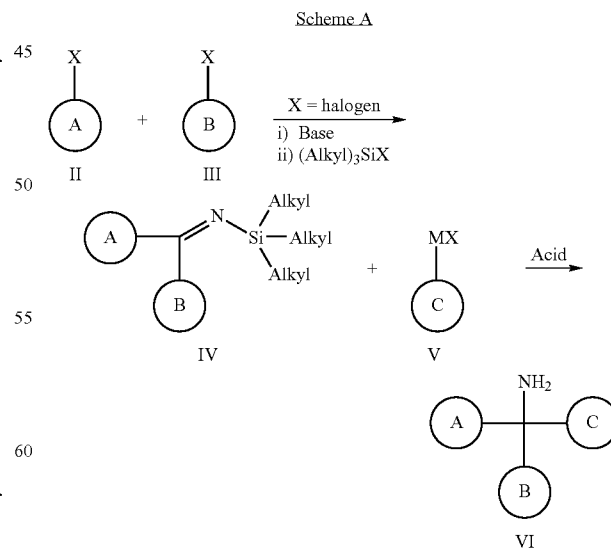 Scheme A
45
X X
A + B X = halogen
i) Base
ii) (Alkyl)3SiX
II III
50
Alkyl
N
A Si Alkyl MX Acid
Alkyl +
B C
55
IV V
NH2
A C
60
B
VI